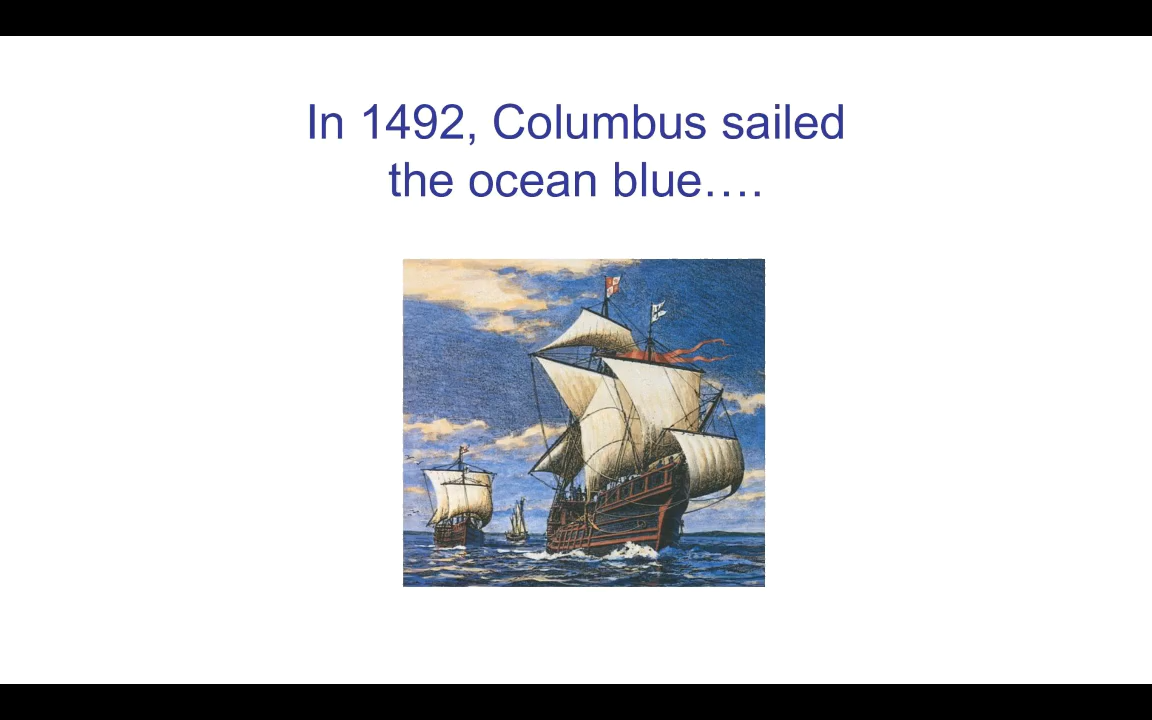 In 1492, Columbus sailed
the ocean blue….